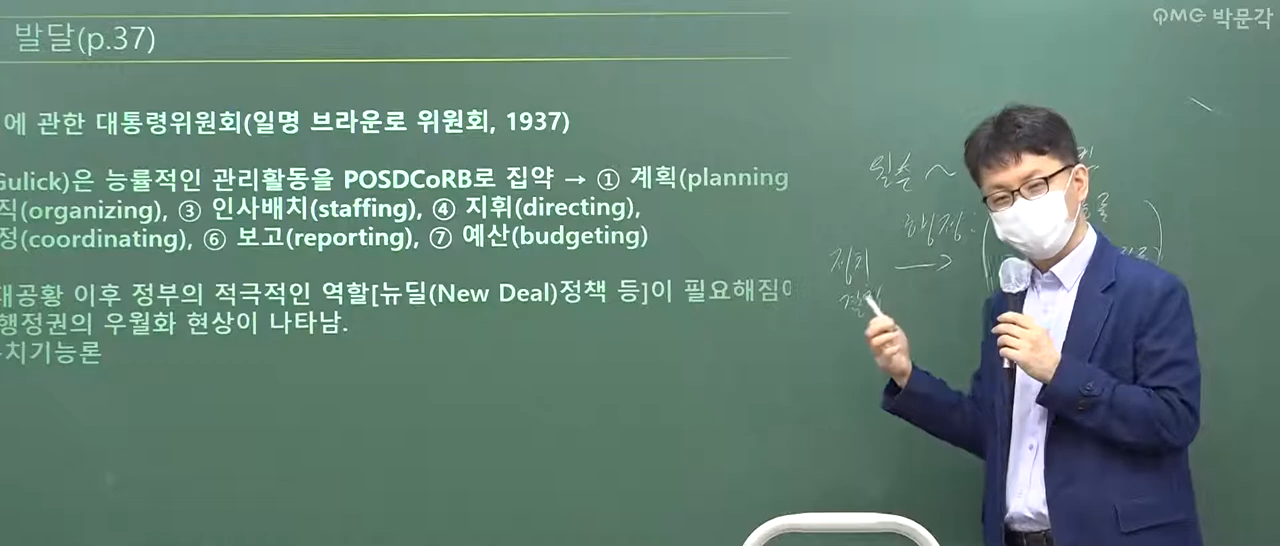 발달(p.37)
PMG 박문각
에 관한 대통령위원회(일명 브라운로 위원회, 1937)
Gulick)은 능률적인 관리활동을 POSDCoRB로 집약 → ① 계획(planning
직(organizing), ③ 인사배치(staffing), ④ 지휘(directing),
정(coordinating), ⑥ 보고(reporting), ⑦ 예산(budgeting)
대공황 이후 정부의 적극적인 역할[뉴딜(New Deal)정책 등]이 필요해짐에
행정권의 우월화 현상이 나타남.
치기능론
행정:
정치 →